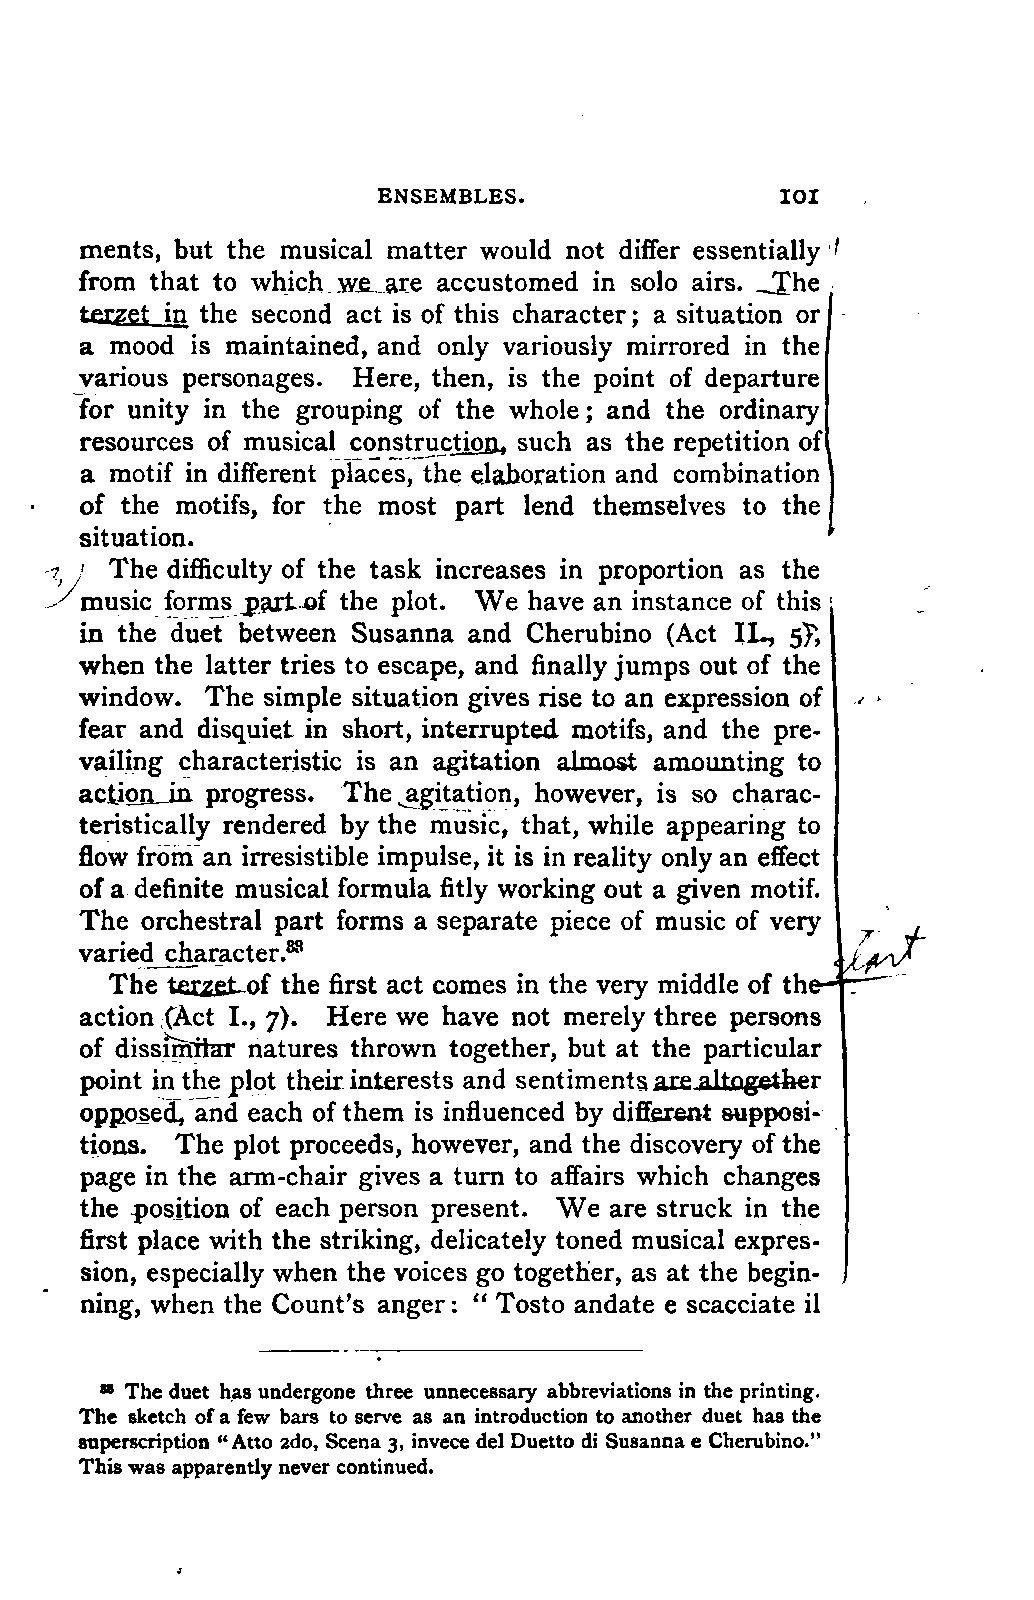 ENSEMBLES. 101
ments, but the musical matter would not differ essentially
from that to which we are accustomed in solo airs. The
terzet in the second act is of this character; a situation or
a mood is maintained, and only variously mirrored in the
various personages. Here, then, is the point of departure
for unity in the grouping of the whole; and the ordinary
resources of musical construction, such as the repetition of
a motif in different places, the elaboration and combination
of the motifs, for the most part lend themselves to the
situation.
The difficulty of the task increases in proportion as the
music forms part of the plot. We have an instance of this
in the duet between Susanna and Cherubino (Act II., 5),
when the latter tries to escape, and finally jumps out of the
window. The simple situation gives rise to an expression of
fear and disquiet in short, interrupted motifs, and the pre-
vailing characteristic is an agitation almost amounting to
action in progress. The agitation, however, is so charac-
teristically rendered by the music, that, while appearing to
flow from an irresistible impulse, it is in reality only an effect
of a definite musical formula fitly working out a given motif.
The orchestral part forms a separate piece of music of very
varied character.
The terzet of the first act comes in the very middle of the
action (Act I., 7). Here we have not merely three persons
of dissimilar natures thrown together, but at the particular
point in the plot their interests and sentiments are altogether
opposed, and each of them is influenced by different supposi-
tions. The plot proceeds, however, and the discovery of the
page in the arm-chair gives a turn to affairs which changes
the position of each person present. We are struck in the
first place with the striking, delicately toned musical expres-
sion, especially when the voices go together, as at the begin-
ning, when the Count's anger: "Tosto andate e scacciate il
The duet has undergone three unnecessary abbreviations in the printing.
The sketch of a few bars to serve as an introduction to another duet has the
superscription "Atto 2do, Scena 3, invece del Duetto di Susanna e Cherubino."
This was apparently never continued.